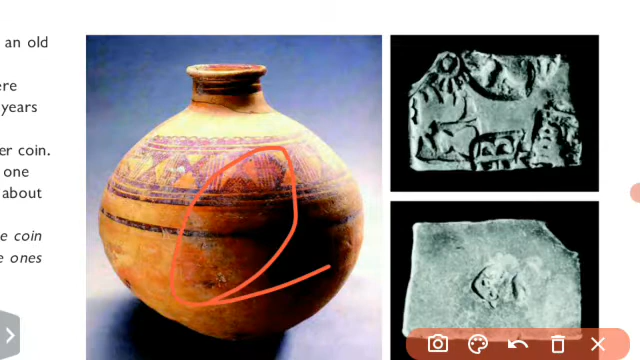 an old
ere
years
er coin.
one
about
e coin
e ones